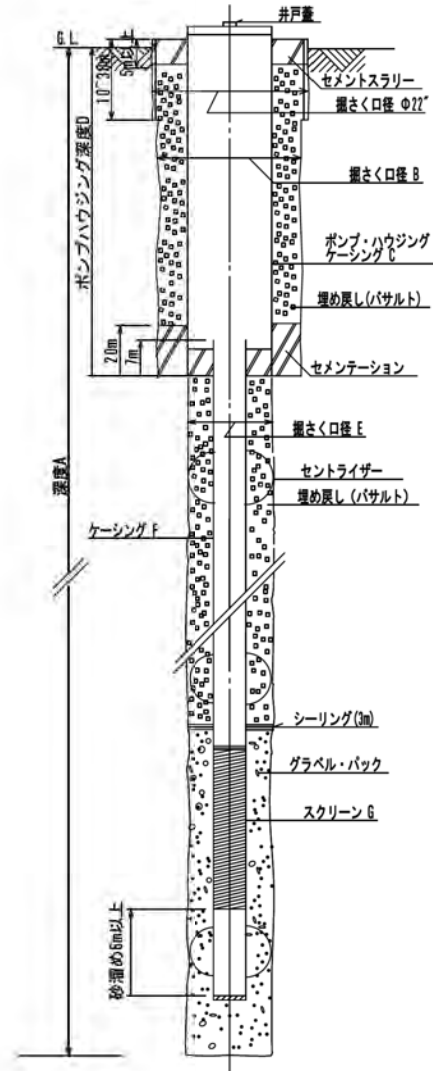 井戸蓋
G.L.
5m以上
10~30m
セメントスラリー
掘さく口径 Φ22"
掘さく口径 B
ポンプハウジング深度D
ポンプ・ハウジング
ケーシング C
埋め戻し(バサルト)
20m
7m
セメンテーション
掘さく口径 E
深度A
セントライザー
埋め戻し(バサルト)
ケーシング F
シーリング(3m)
グラベル・パック
スクリーン G
砂溜め6m以上